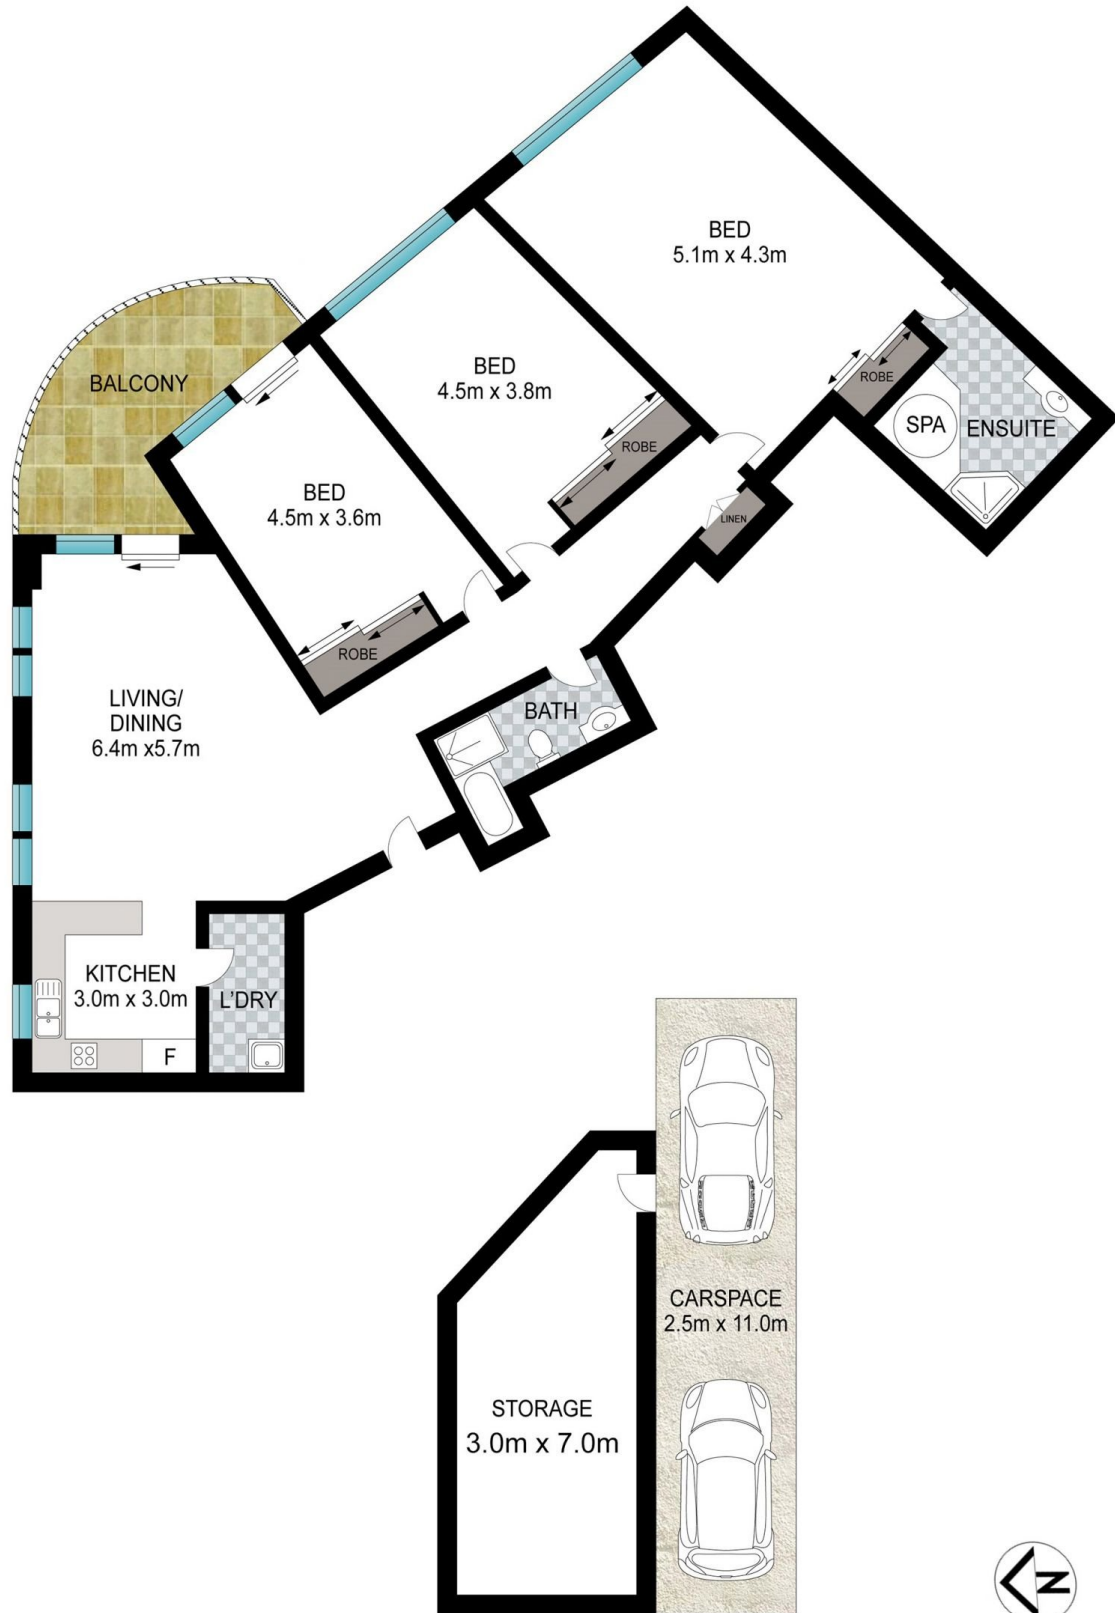 BED
5.1m x 4.3m
BED
4.5m x 3.8m
BALCONY
ROBE
SPA
ENSUITE
ROBE
BED
4.5m x 3.6m
LINEN
ROBE
BATH
LIVING/
DINING
6.4m x5.7m
KITCHEN
3.0m x 3.0m
L'DRY
F
CARSPACE
2.5m x 11.0m
STORAGE
3.0m x 7.0m
N